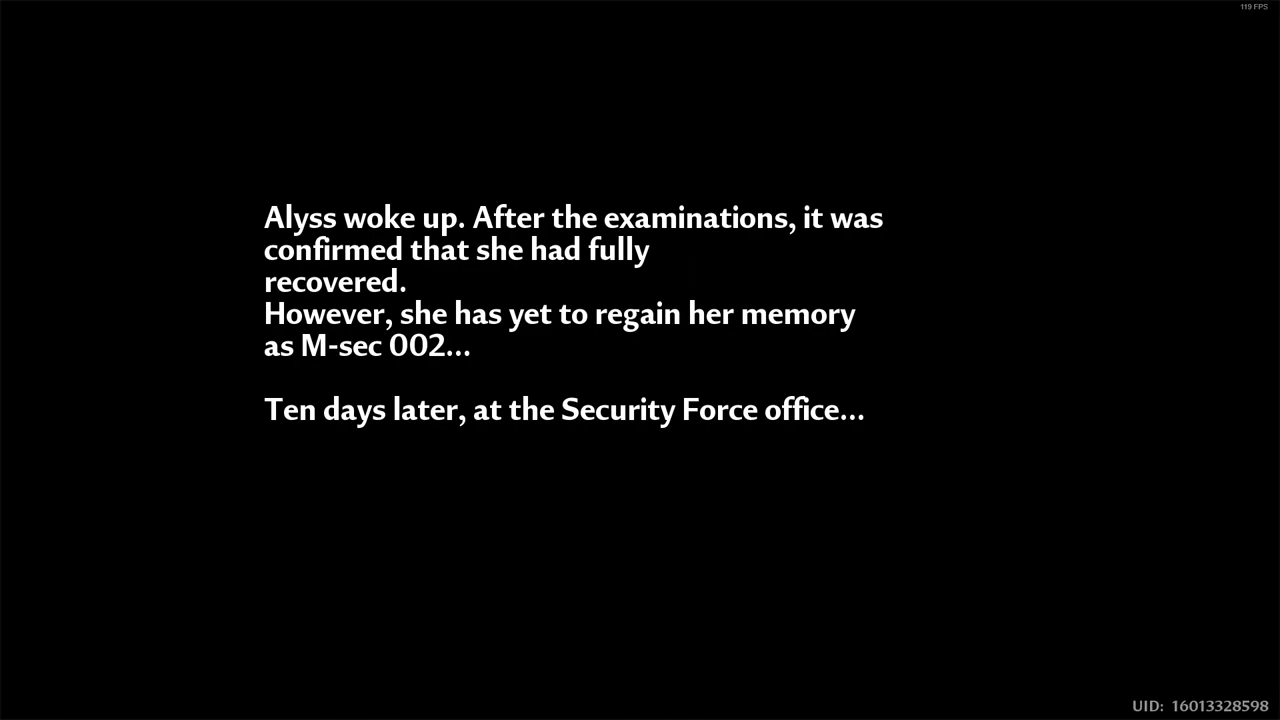 119 FPS
Alyss woke up. After the examinations, it was
confirmed that she had fully
recovered.
However, she has yet to regain her memory
as M-sec 002...
Ten days later, at the Security Force office...
UID: 16013328598